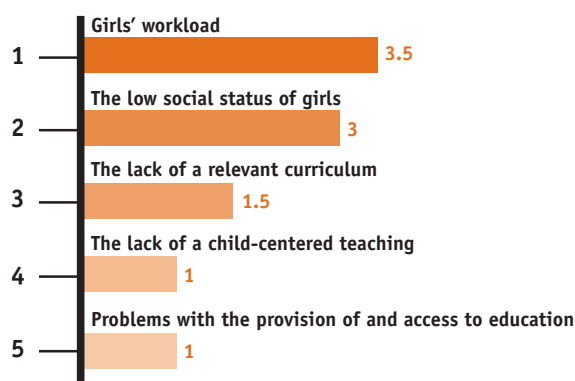 Girls’ workload
1 3.5
The low social status of girls
2 3
The lack of a relevant curriculum
3 1.5
The lack of a child-centered teaching
4 1
Problems with the provision of and access to education
5 1